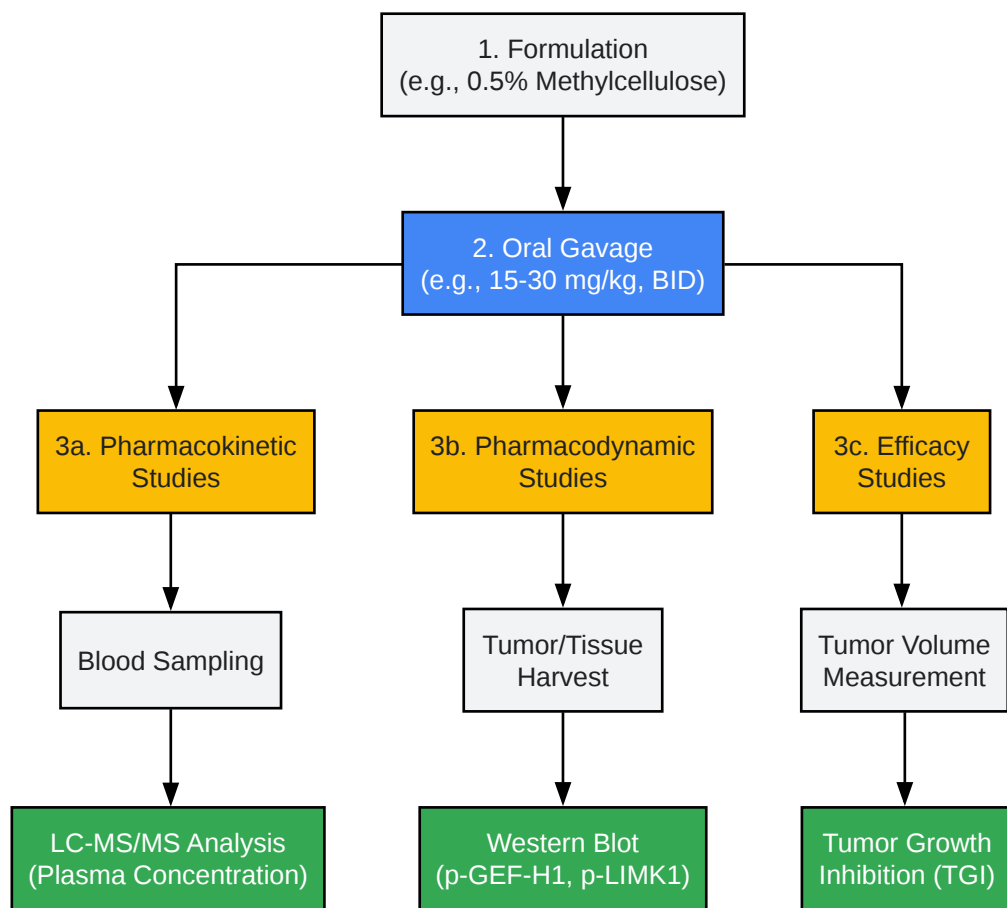 1. Formulation
(e.g., 0.5% Methylcellulose)
2. Oral Gavage
(e.g., 15-30 mg/kg, BID)
3a. Pharmacokinetic
Studies
3b. Pharmacodynamic
Studies
3c. Efficacy
Studies
Blood Sampling
Tumor/Tissue
Harvest
Tumor Volume
Measurement
LC-MS/MS Analysis
(Plasma Concentration)
Western Blot
(p-GEF-H1, p-LIMK1)
Tumor Growth
Inhibition (TGI)